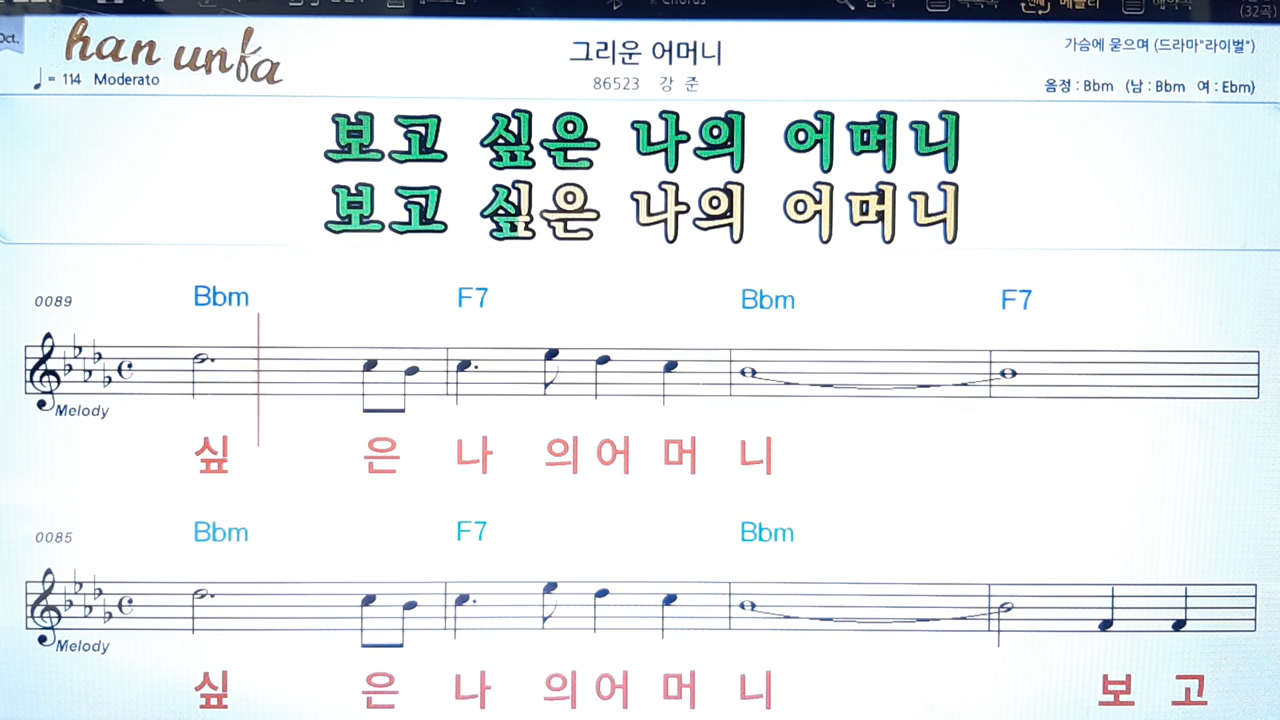 (32곡)
Oct.
han unfa
그리운 어머니
가슴에 묻으며 (드라마"라이벌")
♩= 114 Moderato
86523 강 준
음정 : Bbm (남 : Bbm 여 : Ebm)
보고 싶은 나의 어머니
보고 싶은 나의 어머니
0089 Bbm F7 Bbm F7
Melody
싶 은 나 의 어 머 니
0085 Bbm F7 Bbm
Melody
싶 은 나 의 어 머 니 보 고